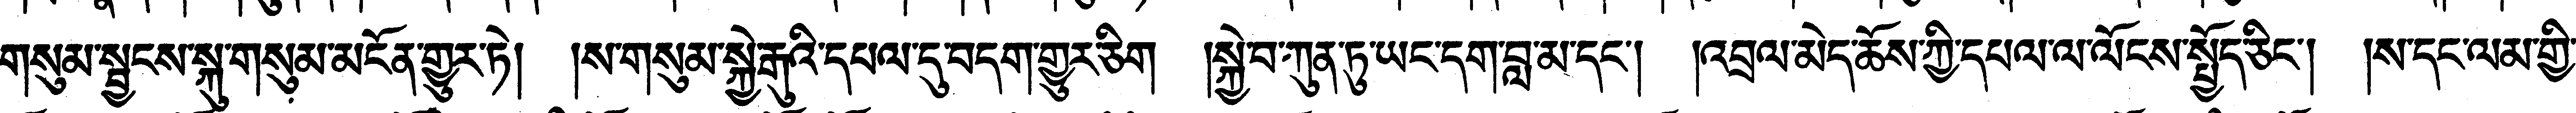 གསུམ་སྦྱངས་སྐུ་གསུམ་མངོན་གྱུར་ཏེ། །ས་གསུམ་སྐྱེ་རྒུའི་དཔལ་དུ་བདག་གྱུར་ཅིག །སྐྱེ་བ་ཀུན་ཏུ་ཡང་དག་བླ་མ་དང་། །འབྲལ་མེད་ཆོས་ཀྱི་དཔལ་ལ་ལོངས་སྤྱོད་ཅིང་། །ས་དང་ལམ་གྱི་